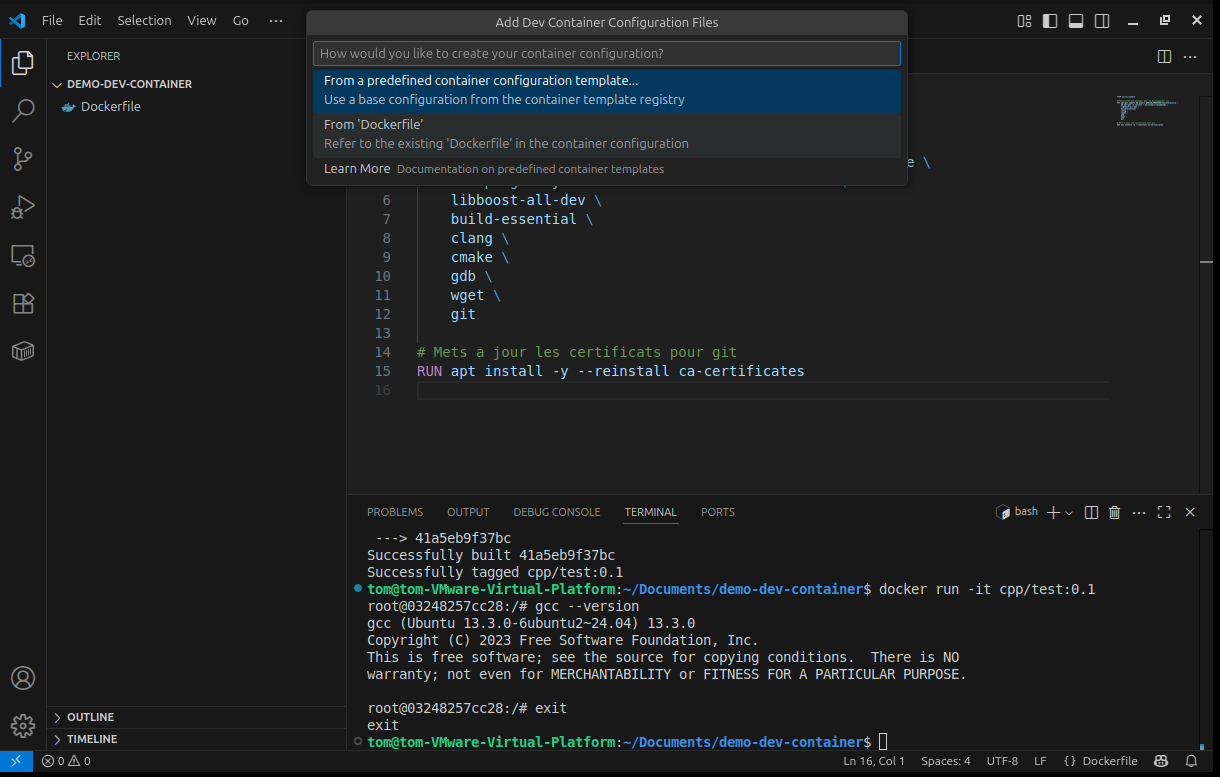 File Edit Selection View Go ···
Add Dev Container Configuration Files
How would you like to create your container configuration?
From a predefined container configuration template...
Use a base configuration from the container template registry
From 'Dockerfile'
Refer to the existing 'Dockerfile' in the container configuration
Learn More Documentation on predefined container templates
EXPLORER
DEMO-DEV-CONTAINER
Dockerfile
e \
6 libboost-all-dev \
7 build-essential \
8 clang \
9 cmake \
10 gdb \
11 wget \
12 git
13
14 # Mets a jour les certificats pour git
15 RUN apt install -y --reinstall ca-certificates
16
PROBLEMS OUTPUT DEBUG CONSOLE TERMINAL PORTS
bash
---> 41a5eb9f37bc
Successfully built 41a5eb9f37bc
Successfully tagged cpp/test:0.1
tom@tom-VMware-Virtual-Platform:~/Documents/demo-dev-container$ docker run -it cpp/test:0.1
root@03248257cc28:/# gcc --version
gcc (Ubuntu 13.3.0-6ubuntu2~24.04) 13.3.0
Copyright (C) 2023 Free Software Foundation, Inc.
This is free software; see the source for copying conditions.  There is NO
warranty; not even for MERCHANTABILITY or FITNESS FOR A PARTICULAR PURPOSE.
root@03248257cc28:/# exit
exit
tom@tom-VMware-Virtual-Platform:~/Documents/demo-dev-container$
OUTLINE
TIMELINE
0 0
Ln 16, Col 1 Spaces: 4 UTF-8 LF {} Dockerfile